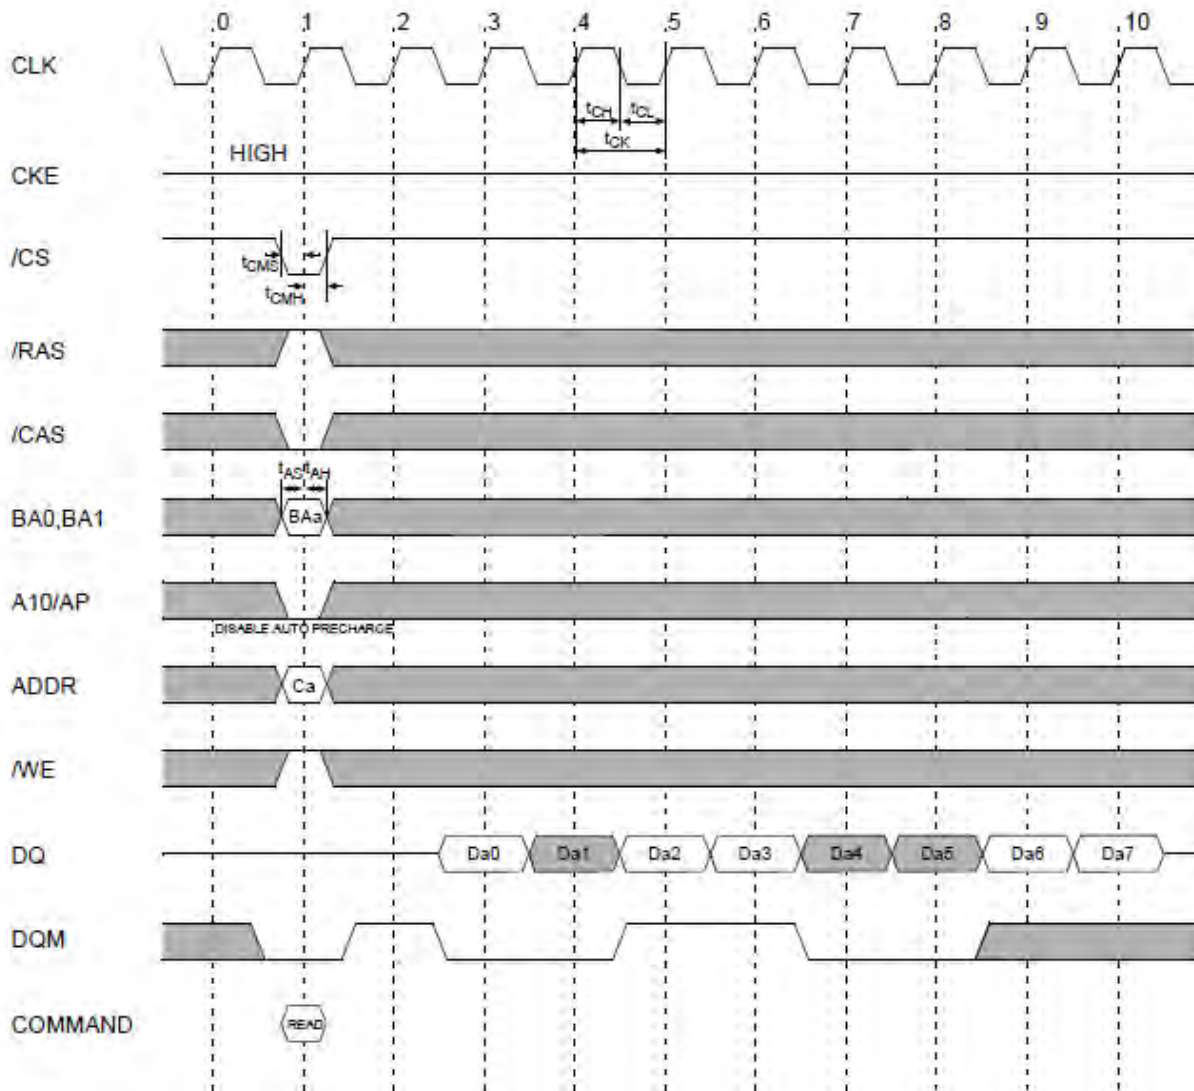 0 1 2 3 4 5 6 7 8 9 10
CLK
tCH tCL
tCK
HIGH
CKE
/CS
tCMS
tCMH
/RAS
/CAS
tAS tAH
BA0,BA1 BAa
A10/AP
DISABLE AUTO PRECHARGE
ADDR Ca
/WE
DQ Da0 Da1 Da2 Da3 Da4 Da5 Da6 Da7
DQM
COMMAND READ